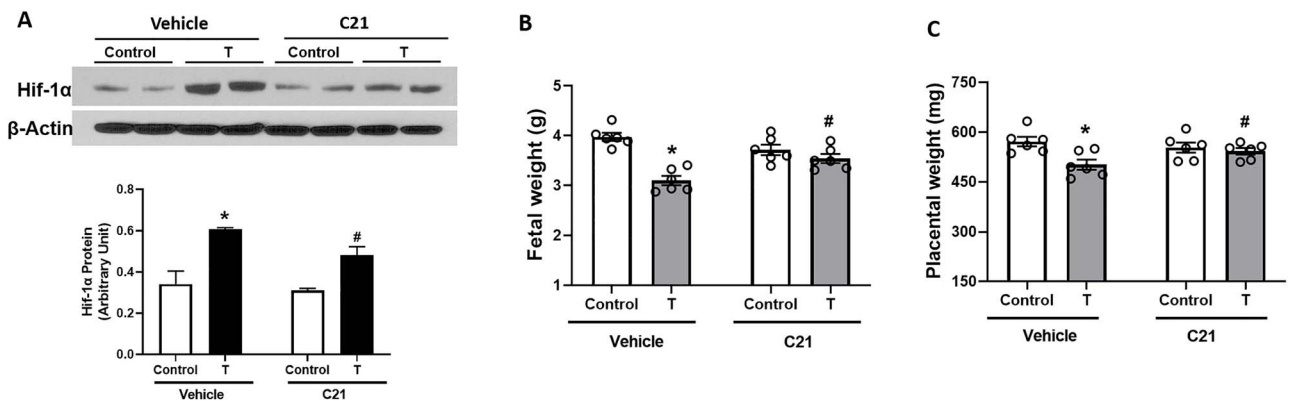 A
Vehicle C21
Control T Control T
Hif-1α
β-Actin
Hif-1α Protein
(Arbitrary Unit)
0.8
0.6
0.4
0.2
0.0
*
#
Control T Control T
Vehicle C21
B
Fetal weight (g)
5
4
3
2
1
*
#
Control T Control T
Vehicle C21
C
Placental weight (mg)
750
600
450
300
150
*
#
Control T Control T
Vehicle C21